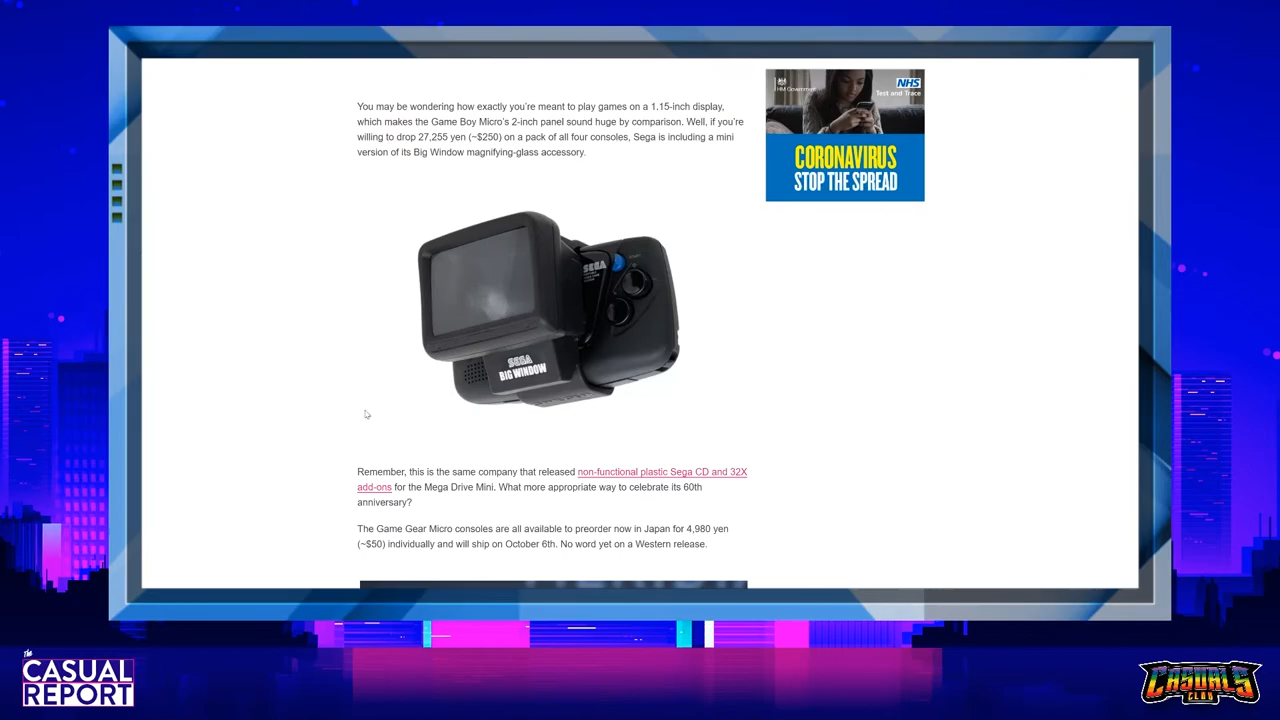 You may be wondering how exactly you're meant to play games on a 1.15-inch display,
which makes the Game Boy Micro's 2-inch panel sound huge by comparison. Well, if you're
willing to drop 27,255 yen (~$250) on a pack of all four consoles, Sega is including a mini
version of its Big Window magnifying-glass accessory.
HM Government
NHS
Test and Trace
CORONAVIRUS
STOP THE SPREAD
SEGA
START
SEGA
BIG WINDOW
Remember, this is the same company that released non-functional plastic Sega CD and 32X
add-ons for the Mega Drive Mini. What more appropriate way to celebrate its 60th
anniversary?
The Game Gear Micro consoles are all available to preorder now in Japan for 4,980 yen
(~$50) individually and will ship on October 6th. No word yet on a Western release.
The
CASUAL
REPORT
CASUALS
CLUB